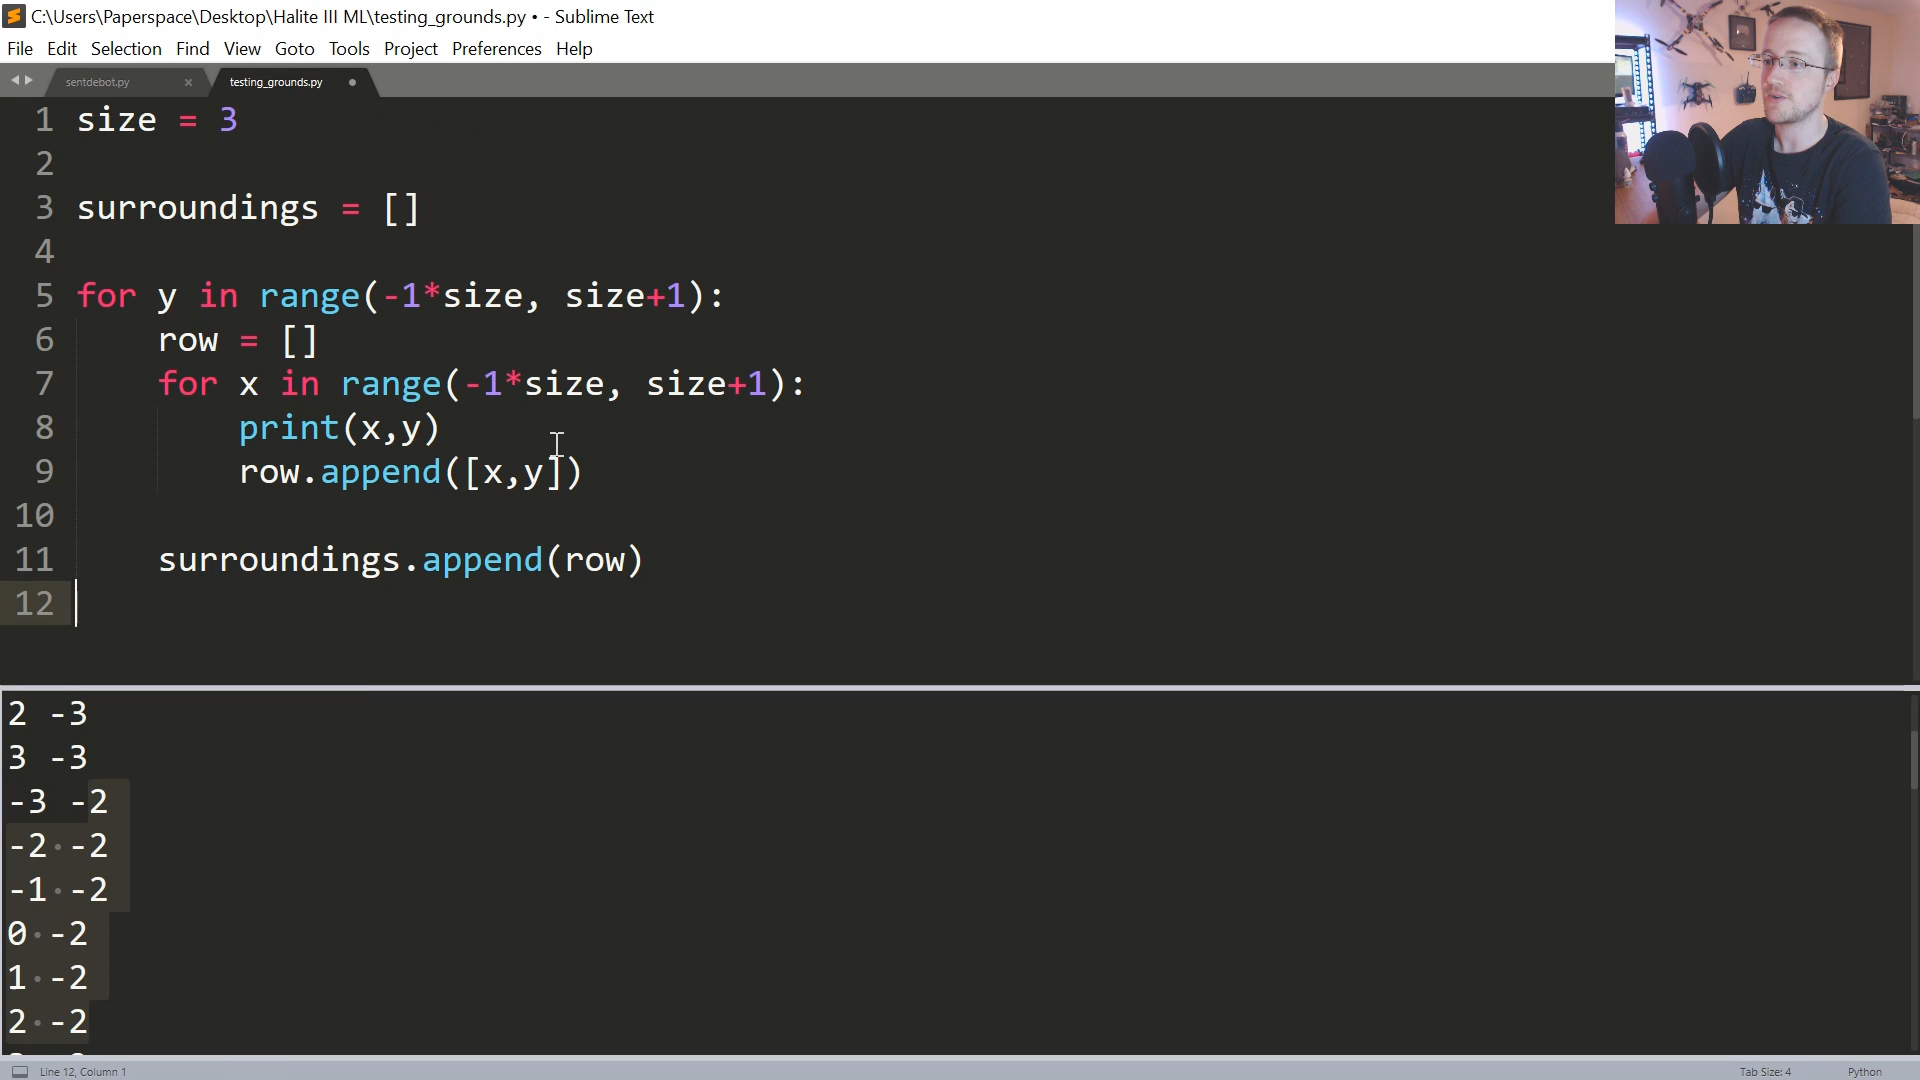 C:\Users\Paperspace\Desktop\Halite III ML\testing_grounds.py • - Sublime Text
File Edit Selection Find View Goto Tools Project Preferences Help
sentdebot.py × testing_grounds.py
1 size = 3
2
3 surroundings = []
4
5 for y in range(-1*size, size+1):
6 row = []
7 for x in range(-1*size, size+1):
8 print(x,y)
9 row.append([x,y])
10
11 surroundings.append(row)
12
2 -3
3 -3
-3 -2
-2 -2
-1 -2
0 -2
1 -2
2 -2
Line 12, Column 1 Tab Size: 4 Python